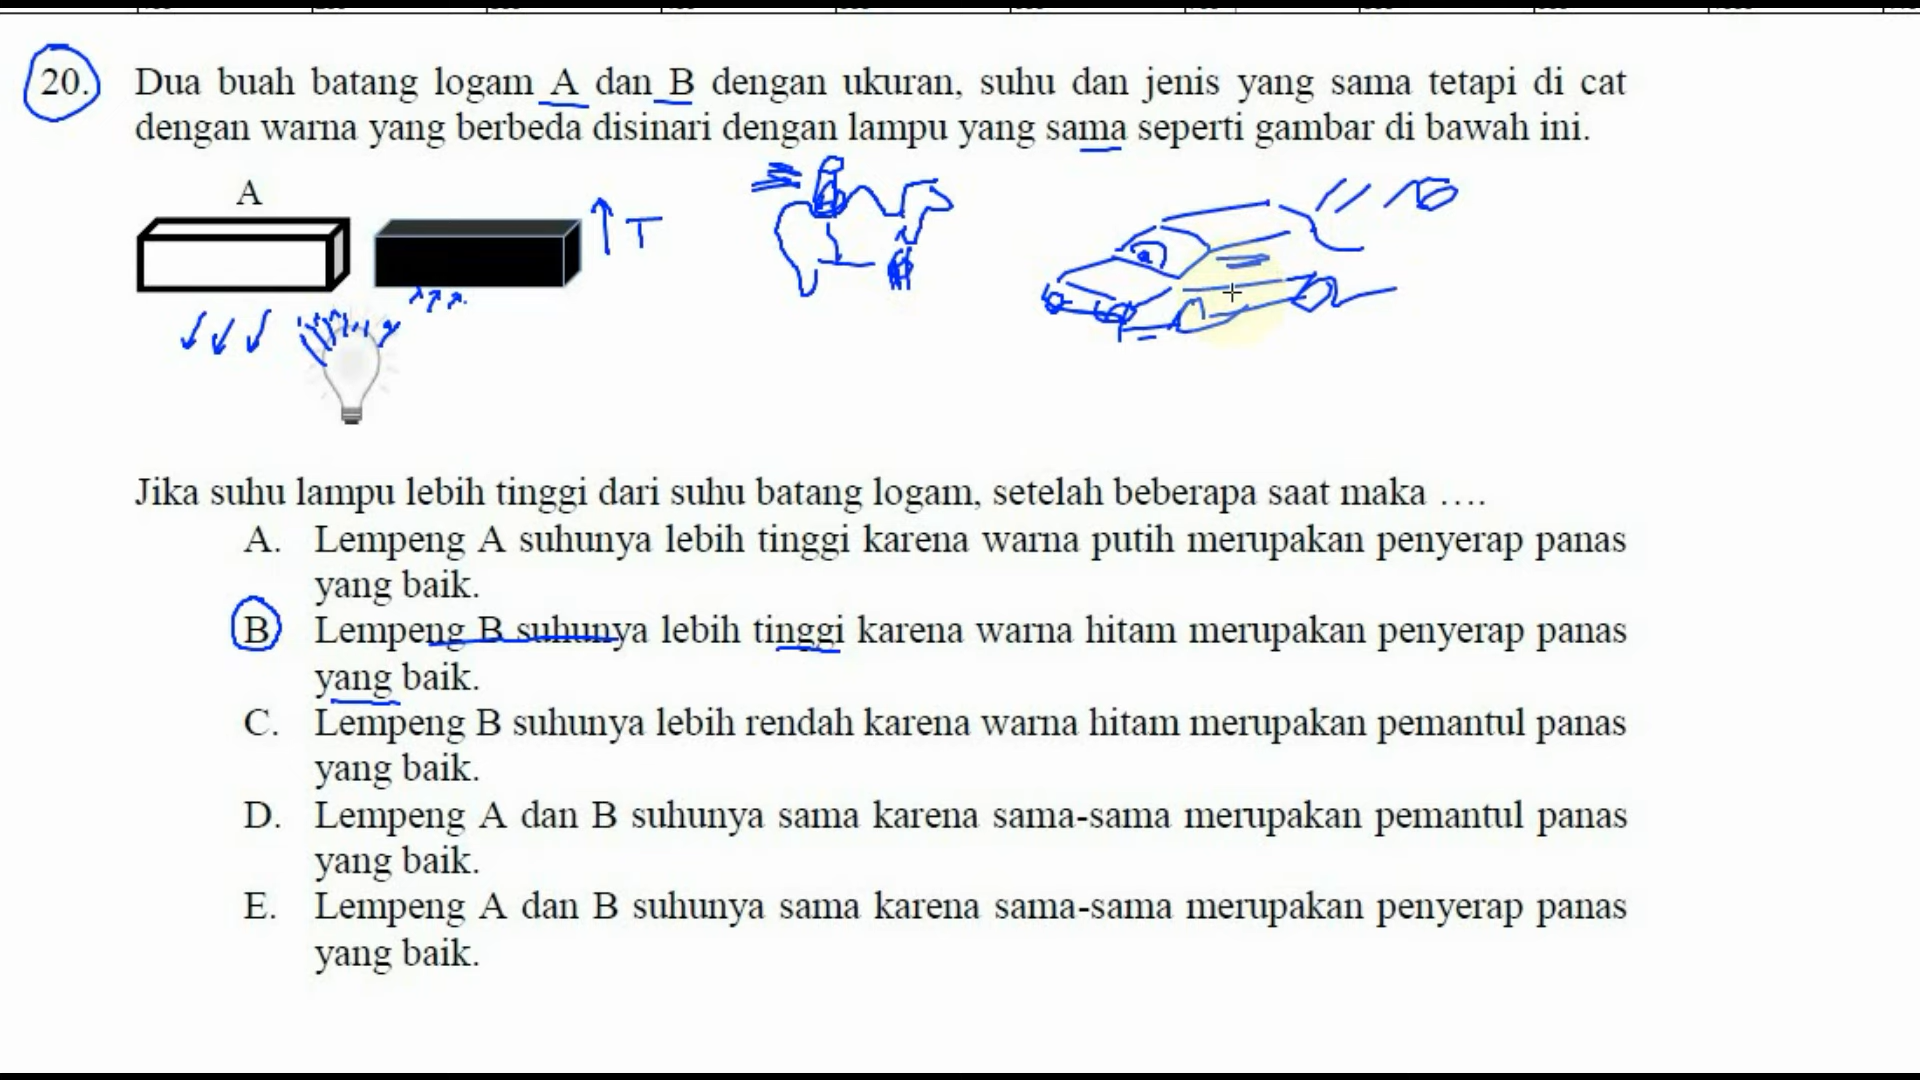 20. Dua buah batang logam A dan B dengan ukuran, suhu dan jenis yang sama tetapi di cat
dengan warna yang berbeda disinari dengan lampu yang sama seperti gambar di bawah ini.
A
T
Jika suhu lampu lebih tinggi dari suhu batang logam, setelah beberapa saat maka ....
A. Lempeng A suhunya lebih tinggi karena warna putih merupakan penyerap panas
yang baik.
B Lempeng B suhunya lebih tinggi karena warna hitam merupakan penyerap panas
yang baik.
C. Lempeng B suhunya lebih rendah karena warna hitam merupakan pemantul panas
yang baik.
D. Lempeng A dan B suhunya sama karena sama-sama merupakan pemantul panas
yang baik.
E. Lempeng A dan B suhunya sama karena sama-sama merupakan penyerap panas
yang baik.